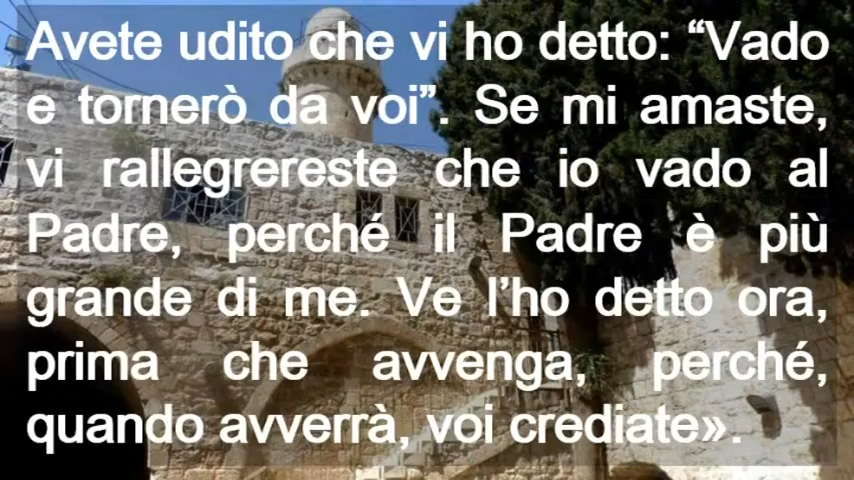 Avete udito che vi ho detto: “Vado
e tornerò da voi”. Se mi amaste,
vi rallegrereste che io vado al
Padre, perché il Padre è più
grande di me. Ve l’ho detto ora,
prima che avvenga, perché,
quando avverrà, voi crediate».